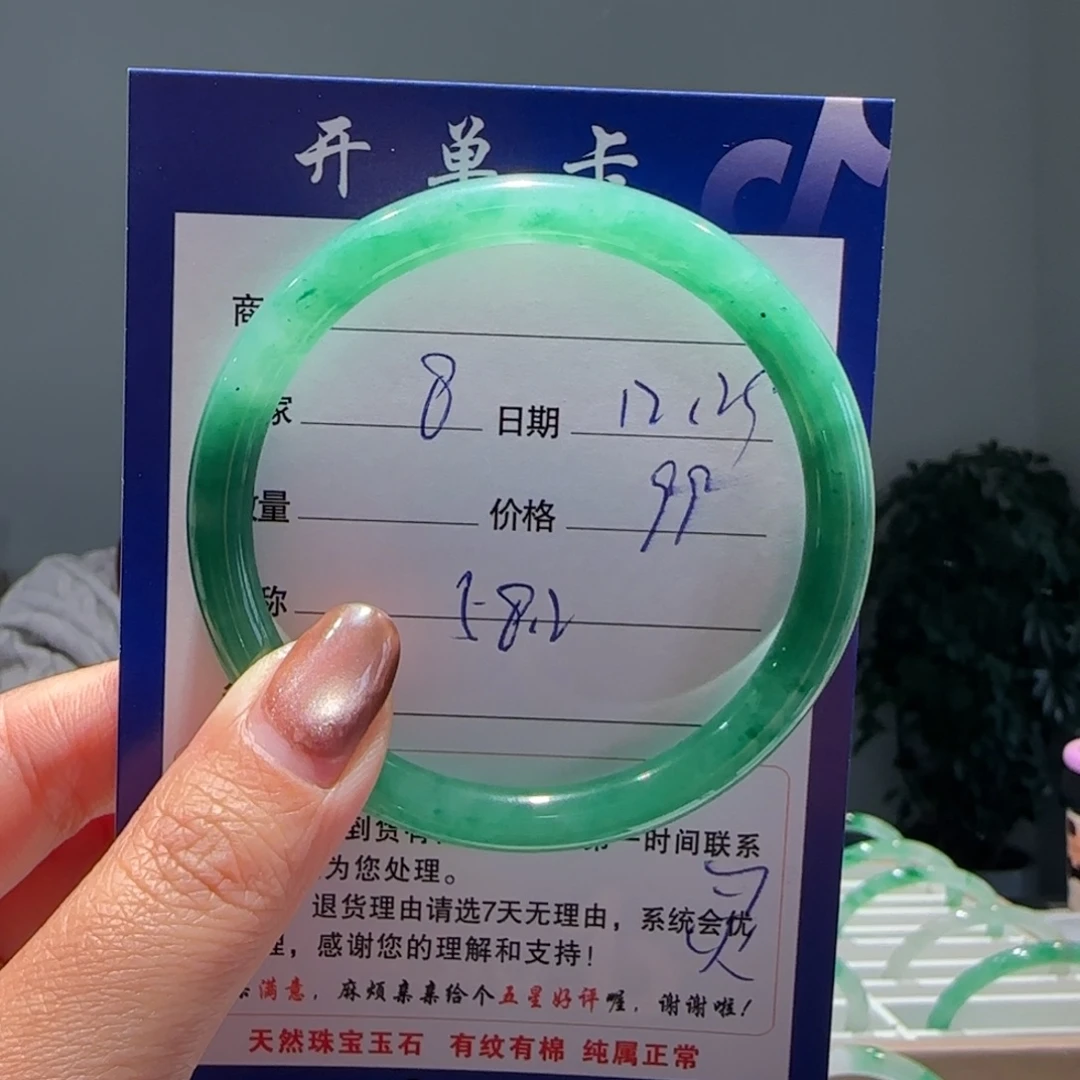 开单卡
商
家 8 日期 12.25
量 价格 99
称 58.2
到货有 第一时间联系
为您处理。
退货理由请选7天无理由，系统会优
理，感谢您的理解和支持！
满意，麻烦亲亲给个五星好评喔，谢谢啦！
天然珠宝玉石 有纹有棉 纯属正常